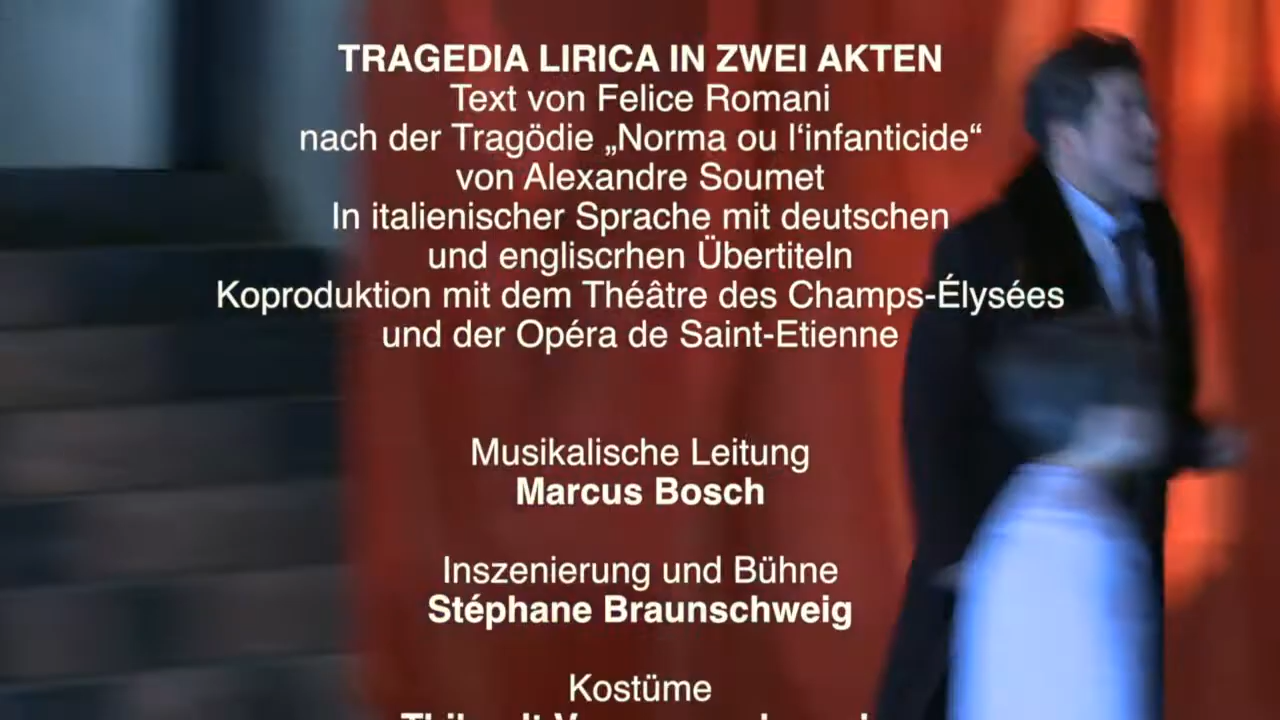 TRAGEDIA LIRICA IN ZWEI AKTEN
Text von Felice Romani
nach der Tragödie „Norma ou l‘infanticide“
von Alexandre Soumet
In italienischer Sprache mit deutschen
und engliscrhen Übertiteln
Koproduktion mit dem Théâtre des Champs-Élysées
und der Opéra de Saint-Etienne
Musikalische Leitung
Marcus Bosch
Inszenierung und Bühne
Stéphane Braunschweig
Kostüme